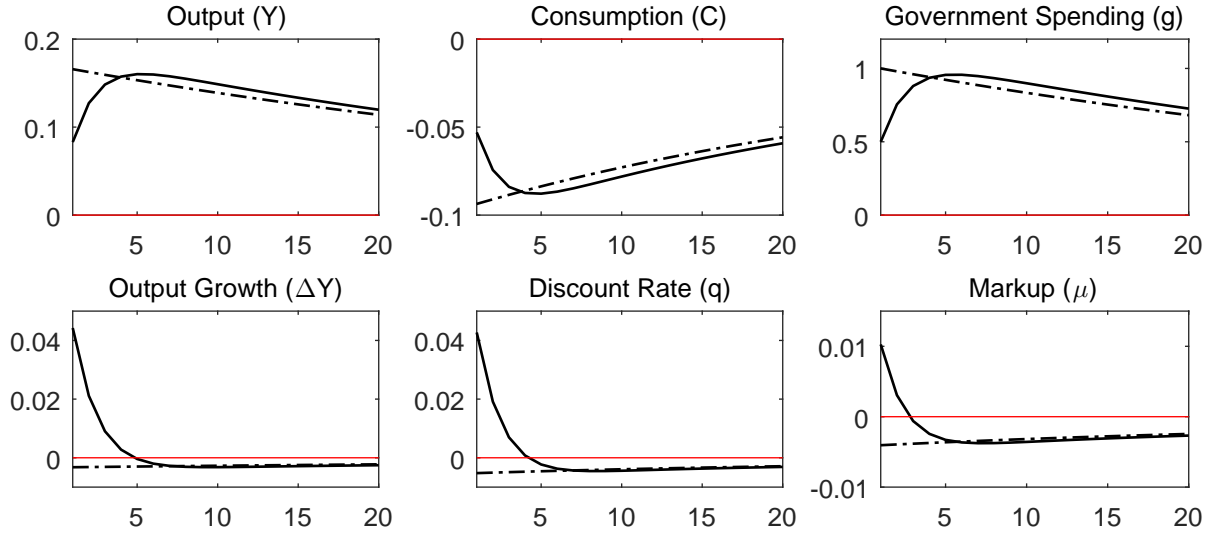 Output (Y)
0.2
0.1
0
5 10 15 20
Consumption (C)
0
-0.05
-0.1
5 10 15 20
Government Spending (g)
1
0.5
0
5 10 15 20
Output Growth (ΔY)
0.04
0.02
0
5 10 15 20
Discount Rate (q)
0.04
0.02
0
5 10 15 20
Markup (μ)
0.01
0
-0.01
5 10 15 20